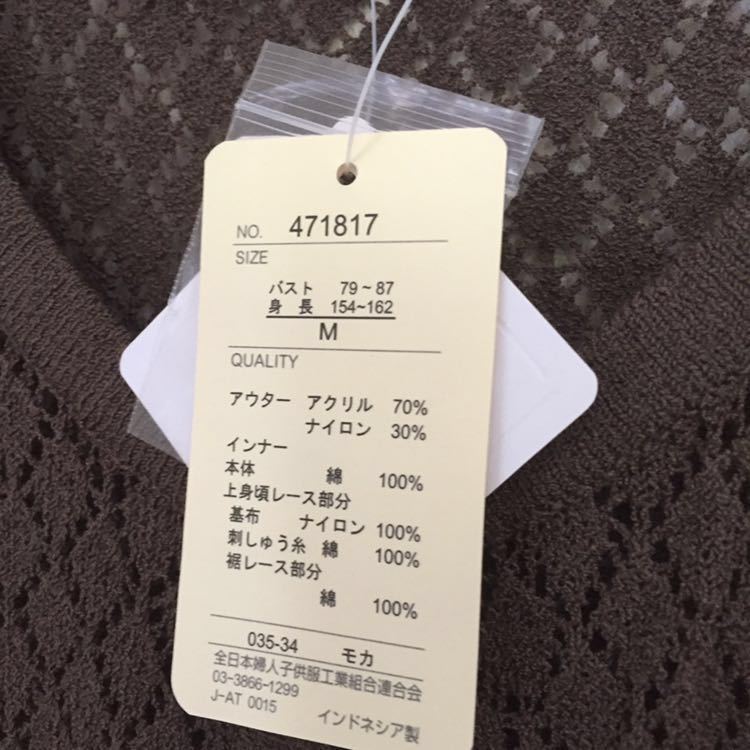 NO. 471817
SIZE
バスト 79~87
身長 154~162
M
QUALITY
アウター アクリル 70%
ナイロン 30%
インナー
本体 綿 100%
上身頃レース部分
基布 ナイロン 100%
刺しゅう糸 綿 100%
裾レース部分
綿 100%
035-34 モカ
全日本婦人子供服工業組合連合会
03-3866-1299
J-AT 0015 インドネシア製